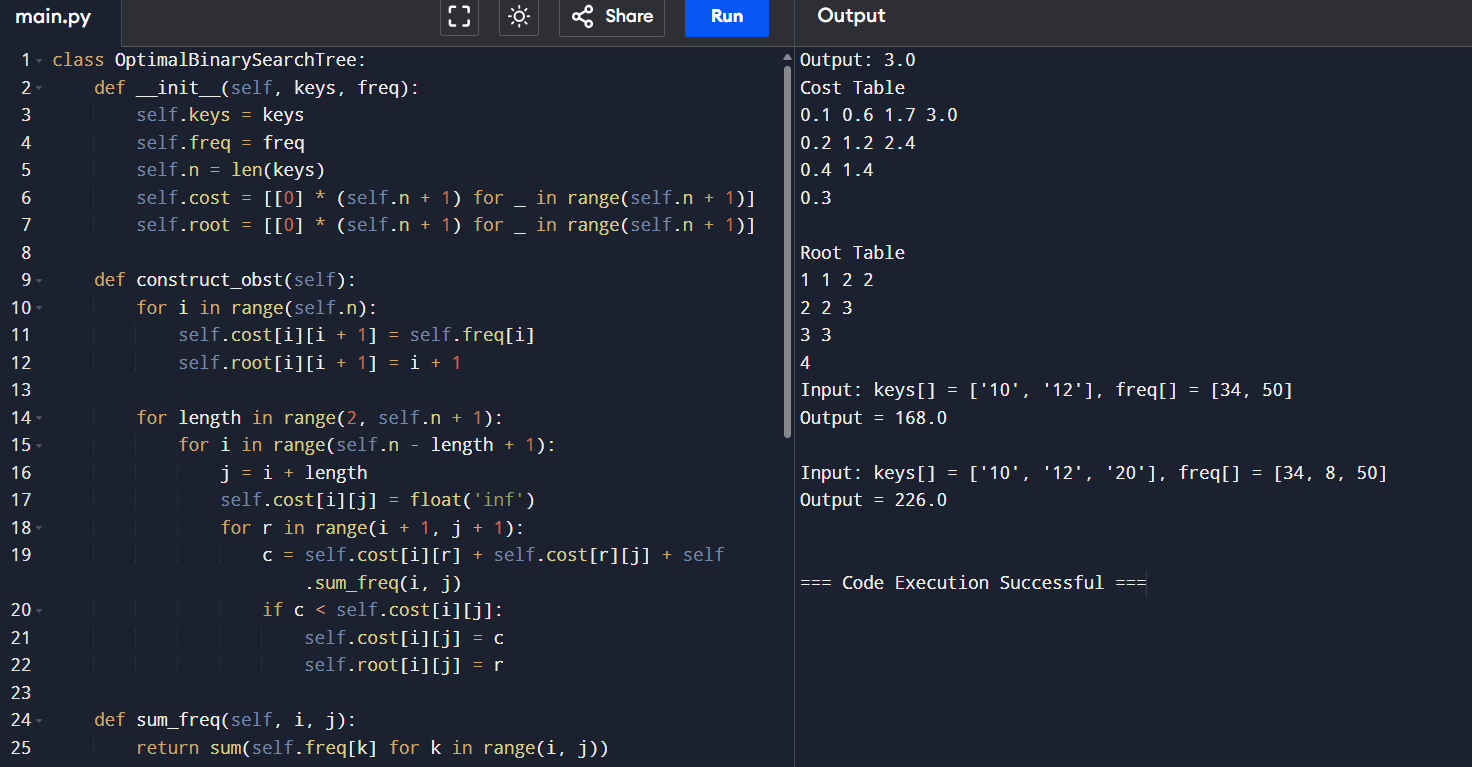 main.py
Share
Run
Output
1 class OptimalBinarySearchTree:
2     def __init__(self, keys, freq):
3         self.keys = keys
4         self.freq = freq
5         self.n = len(keys)
6         self.cost = [[0] * (self.n + 1) for _ in range(self.n + 1)]
7         self.root = [[0] * (self.n + 1) for _ in range(self.n + 1)]
8
9     def construct_obst(self):
10         for i in range(self.n):
11             self.cost[i][i + 1] = self.freq[i]
12             self.root[i][i + 1] = i + 1
13
14         for length in range(2, self.n + 1):
15             for i in range(self.n - length + 1):
16                 j = i + length
17                 self.cost[i][j] = float('inf')
18                 for r in range(i + 1, j + 1):
19                     c = self.cost[i][r] + self.cost[r][j] + self
                        .sum_freq(i, j)
20                     if c < self.cost[i][j]:
21                         self.cost[i][j] = c
22                         self.root[i][j] = r
23
24     def sum_freq(self, i, j):
25         return sum(self.freq[k] for k in range(i, j))
Output: 3.0
Cost Table
0.1 0.6 1.7 3.0
0.2 1.2 2.4
0.4 1.4
0.3

Root Table
1 1 2 2
2 2 3
3 3
4
Input: keys[] = ['10', '12'], freq[] = [34, 50]
Output = 168.0

Input: keys[] = ['10', '12', '20'], freq[] = [34, 8, 50]
Output = 226.0

=== Code Execution Successful ===